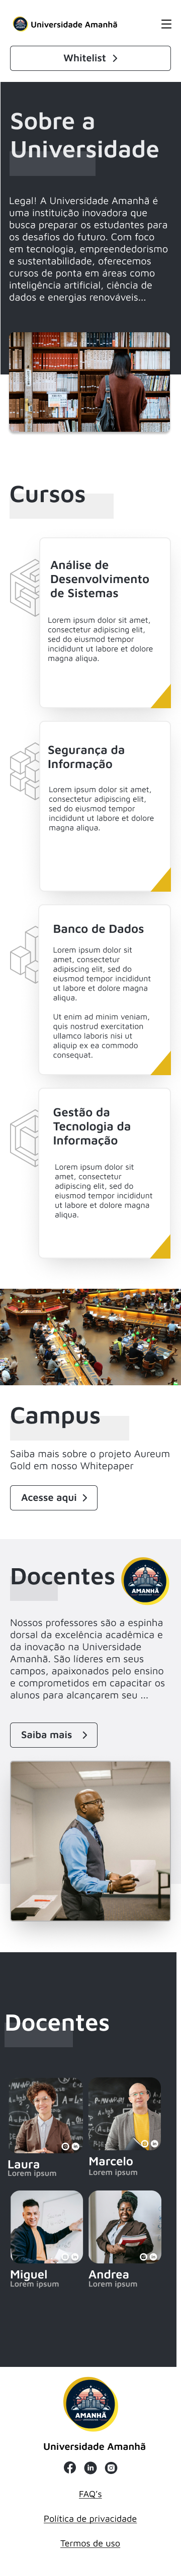 Universidade Amanhã
Whitelist
Sobre a
Universidade
Legal! A Universidade Amanhã é
uma instituição inovadora que
busca preparar os estudantes para
os desafios do futuro. Com foco
em tecnologia, empreendedorismo
e sustentabilidade, oferecemos
cursos de ponta em áreas como
inteligência artificial, ciência de
dados e energias renováveis...
Cursos
Análise de
Desenvolvimento
de Sistemas
Lorem ipsum dolor sit amet,
consectetur adipiscing elit,
sed do eiusmod tempor
incididunt ut labore et dolore
magna aliqua.
Segurança da
Informação
Lorem ipsum dolor sit amet,
consectetur adipiscing elit,
sed do eiusmod tempor
incididunt ut labore et dolore
magna aliqua.
Banco de Dados
Lorem ipsum dolor sit
amet, consectetur
adipiscing elit, sed do
eiusmod tempor incididunt
ut labore et dolore magna
aliqua.
Ut enim ad minim veniam,
quis nostrud exercitation
ullamco laboris nisi ut
aliquip ex ea commodo
consequat.
Gestão da
Tecnologia da
Informação
Lorem ipsum dolor sit
amet, consectetur
adipiscing elit, sed do
eiusmod tempor incididunt
ut labore et dolore magna
aliqua.
Campus
Saiba mais sobre o projeto Aureum
Gold em nosso Whitepaper
Acesse aqui
Docentes
AMANHÃ
Nossos professores são a espinha
dorsal da excelência acadêmica e
da inovação na Universidade
Amanhã. São líderes em seus
campos, apaixonados pelo ensino
e comprometidos em capacitar os
alunos para alcançarem seu ...
Saiba mais
Docentes
Laura
Lorem ipsum
Marcelo
Lorem ipsum
Miguel
Lorem ipsum
Andrea
Lorem ipsum
AMANHÃ
Universidade Amanhã
FAQ's
Política de privacidade
Termos de uso